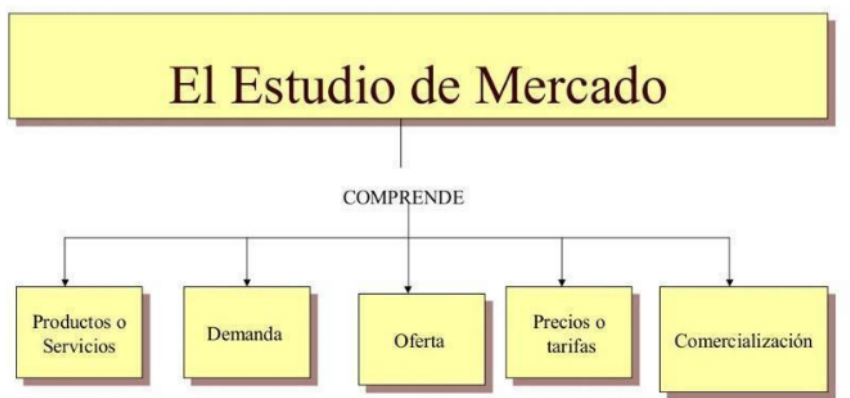 El Estudio de Mercado
COMPRENDE
Productos o
Servicios
Demanda
Oferta
Precios o
tarifas
Comercialización